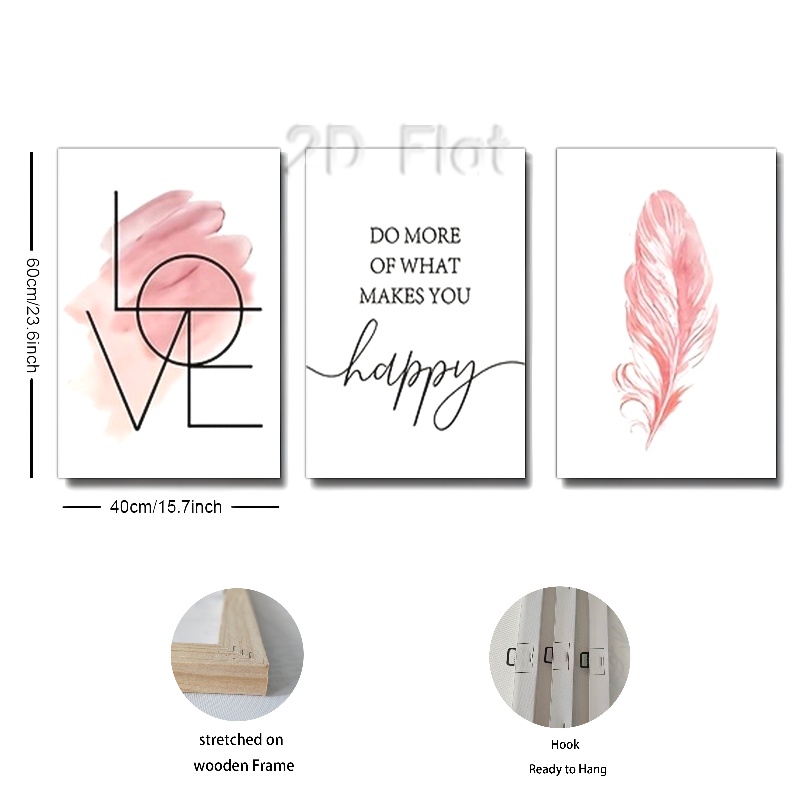 2D Flat
LOVE
DO MORE
OF WHAT
MAKES YOU
happy
60cm/23.6inch
40cm/15.7inch
stretched on
wooden Frame
Hook
Ready to Hang